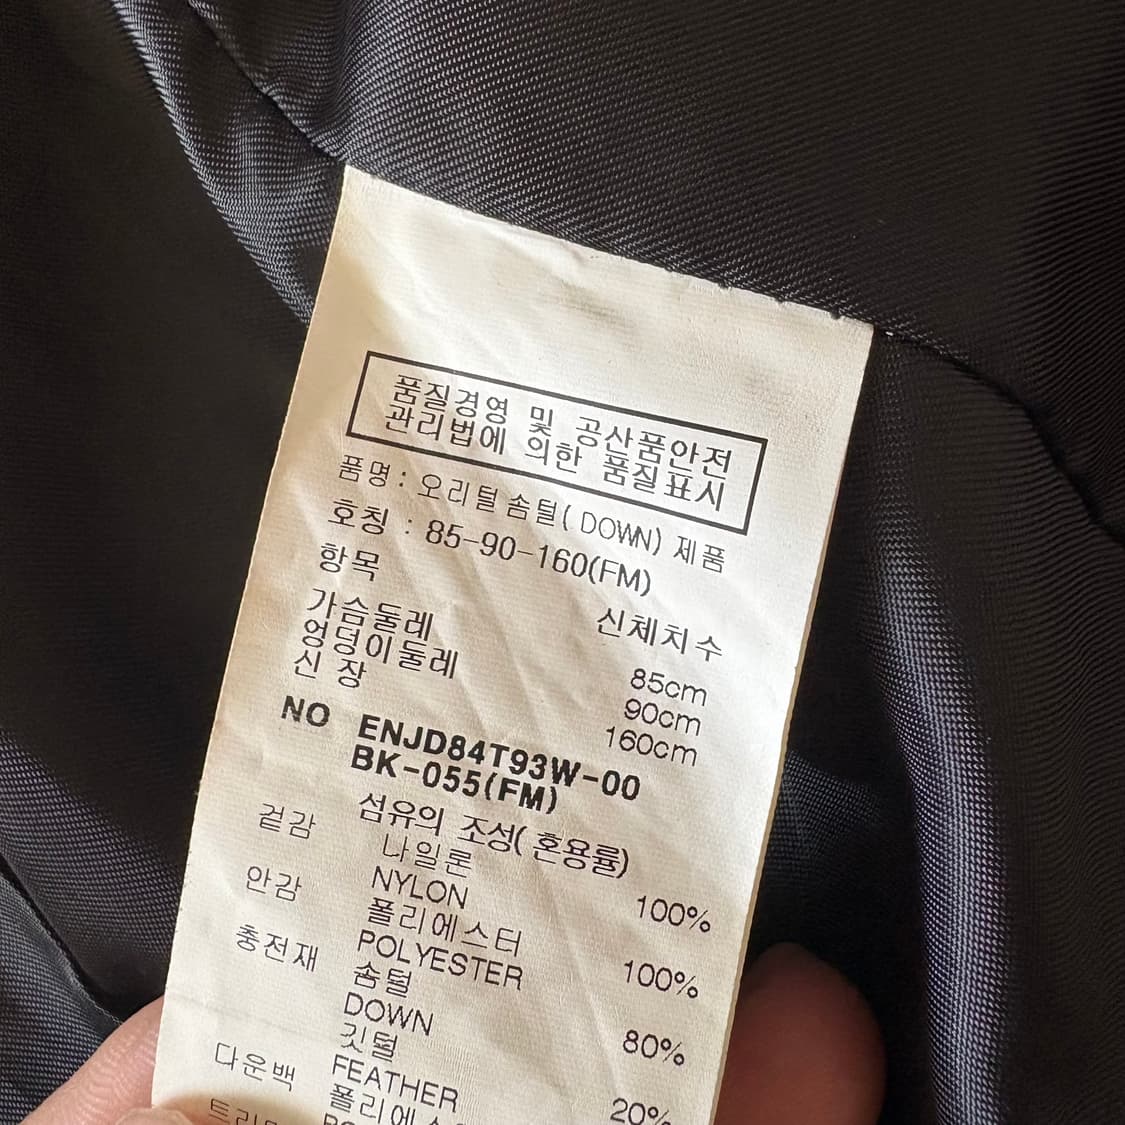 품질경영 및 공산품안전
관리법에 의한 품질표시
품명 : 오리털솜털( DOWN) 제품
호칭 : 85-90-160(FM)
항목 신체치수
가슴둘레 85cm
엉덩이둘레 90cm
신 장 160cm
NO ENJD84T93W-00
BK-055(FM)
섬유의 조성( 혼용률)
겉감 나일론
NYLON 100%
안감 폴리에스터
POLYESTER 100%
충전재 솜털
DOWN 80%
깃털
FEATHER 20%
다운백